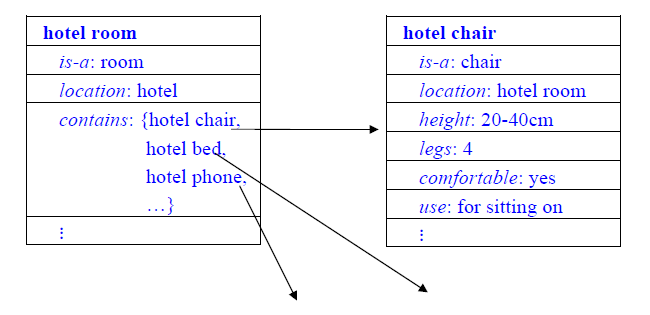 hotel room
is-a: room
location: hotel
contains: {hotel chair,
hotel bed,
hotel phone,
…}
⋮
hotel chair
is-a: chair
location: hotel room
height: 20-40cm
legs: 4
comfortable: yes
use: for sitting on
⋮